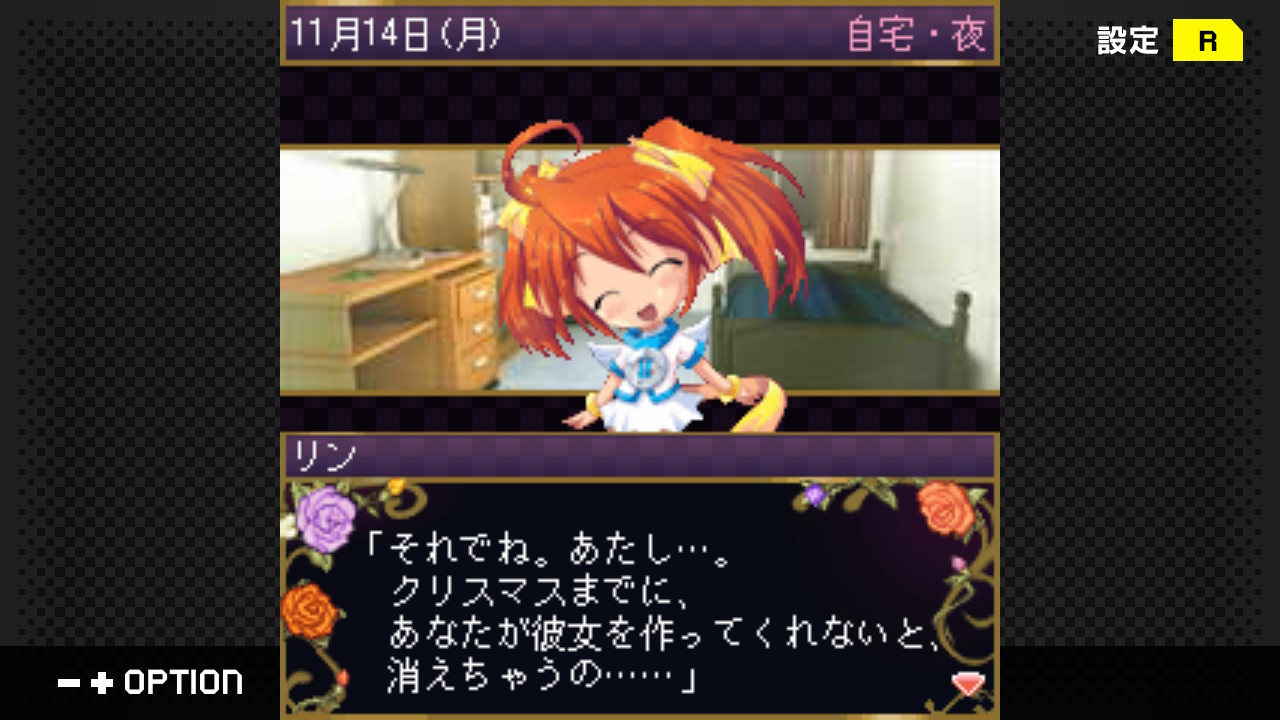 11月14日(月)
自宅・夜
設定 R
リン
「それでね。あたし…。
クリスマスまでに、
あなたが彼女を作ってくれないと、
消えちゃうの……」
OPTION